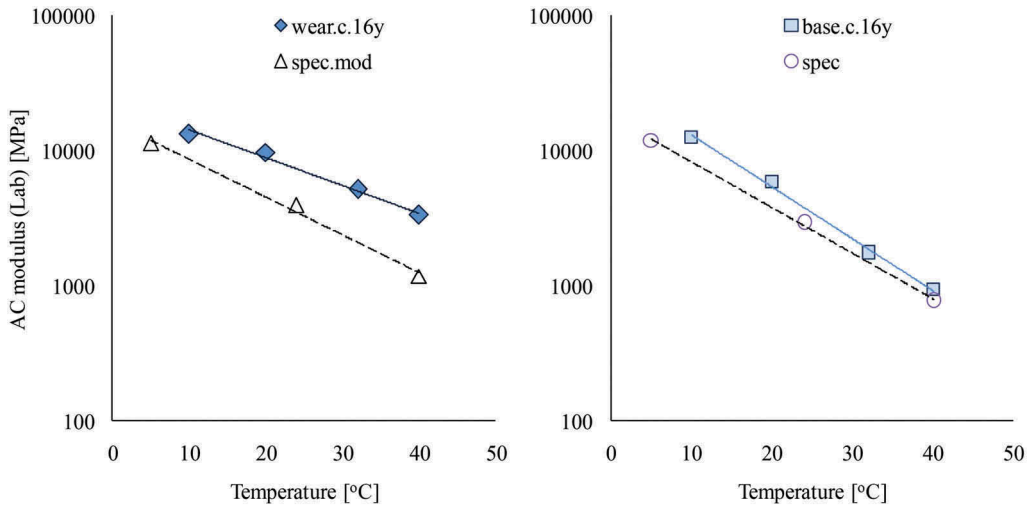 AC modulus (Lab) [MPa]
100000
10000
1000
100
0 10 20 30 40 50
Temperature [°C]
wear.c.16y
spec.mod
100000
10000
1000
100
0 10 20 30 40 50
Temperature [°C]
base.c.16y
spec